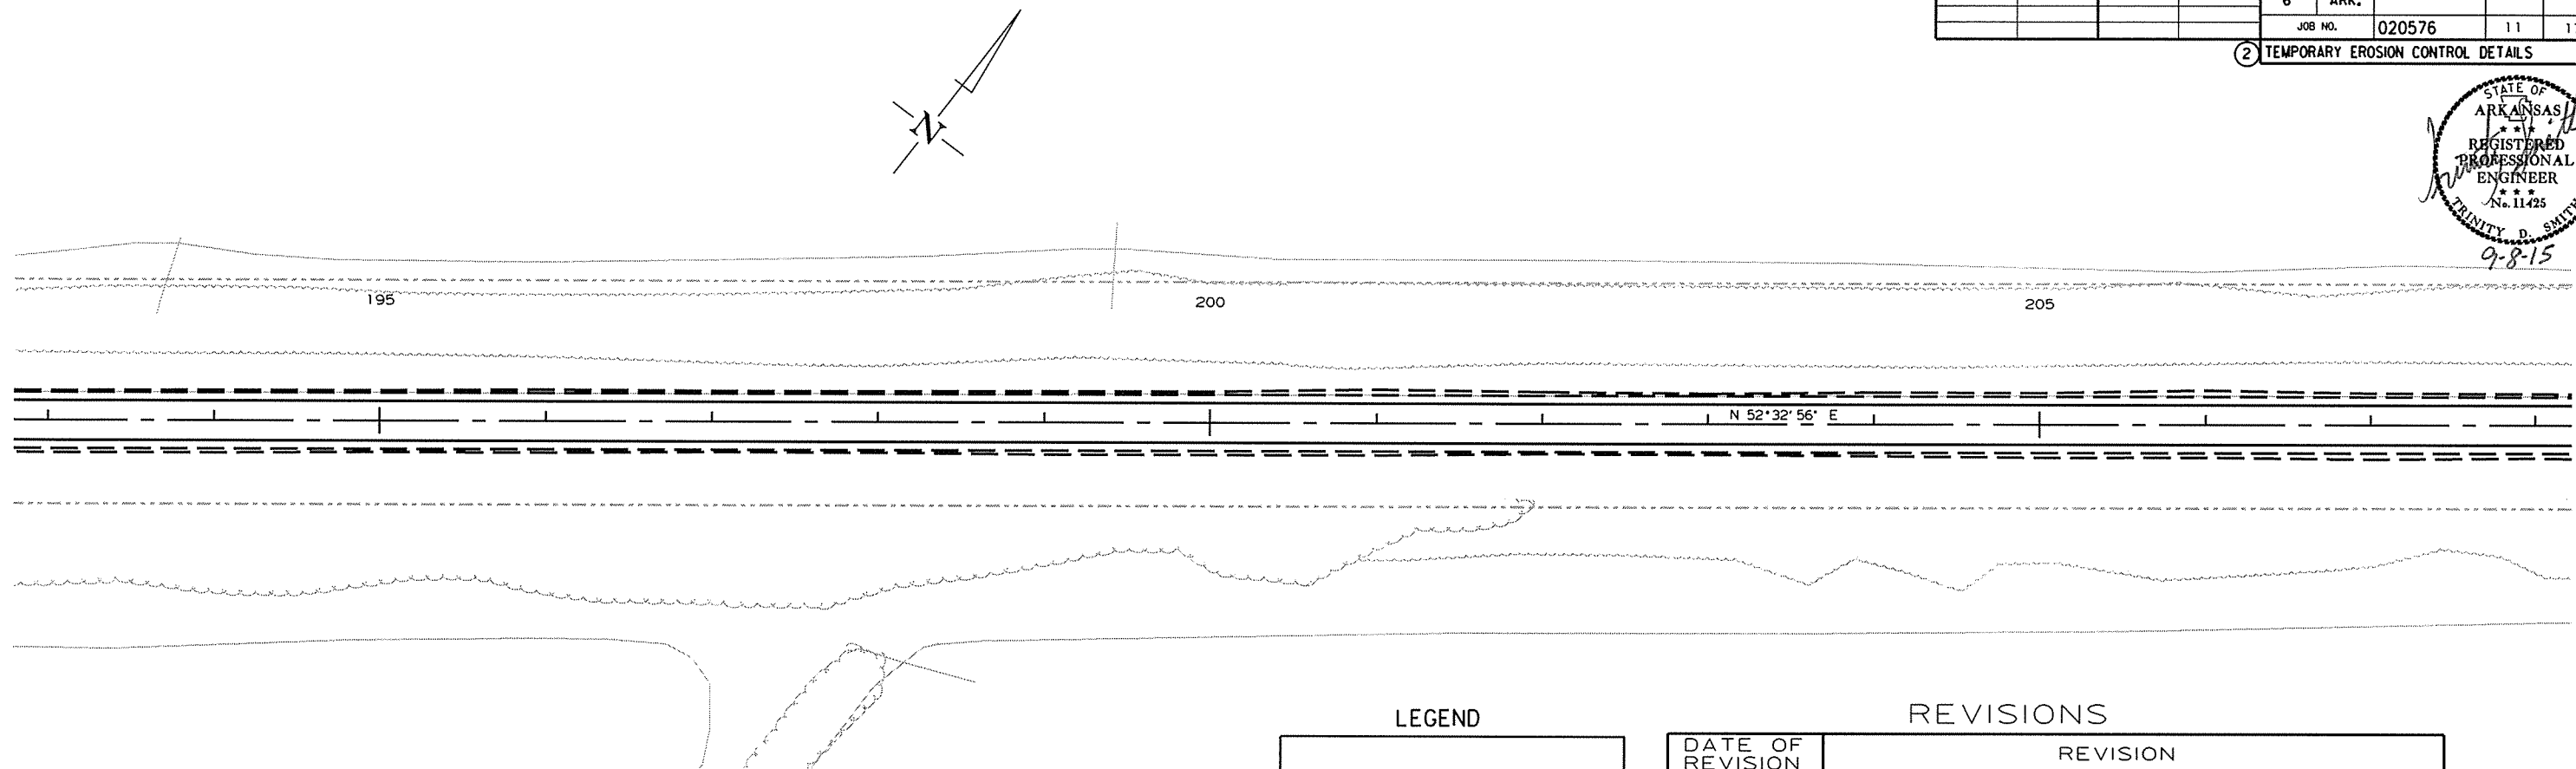 6 ARK.
JOB NO. 020576 11
2 TEMPORARY EROSION CONTROL DETAILS
STATE OF
ARKANSAS
★ ★ ★
REGISTERED
PROFESSIONAL
ENGINEER
★ ★ ★
No. 11425
TRINITY D. SMITH
9-8-15
N
195 200 205
N 52°32'56" E
LEGEND
REVISIONS
DATE OF REVISION
REVISION